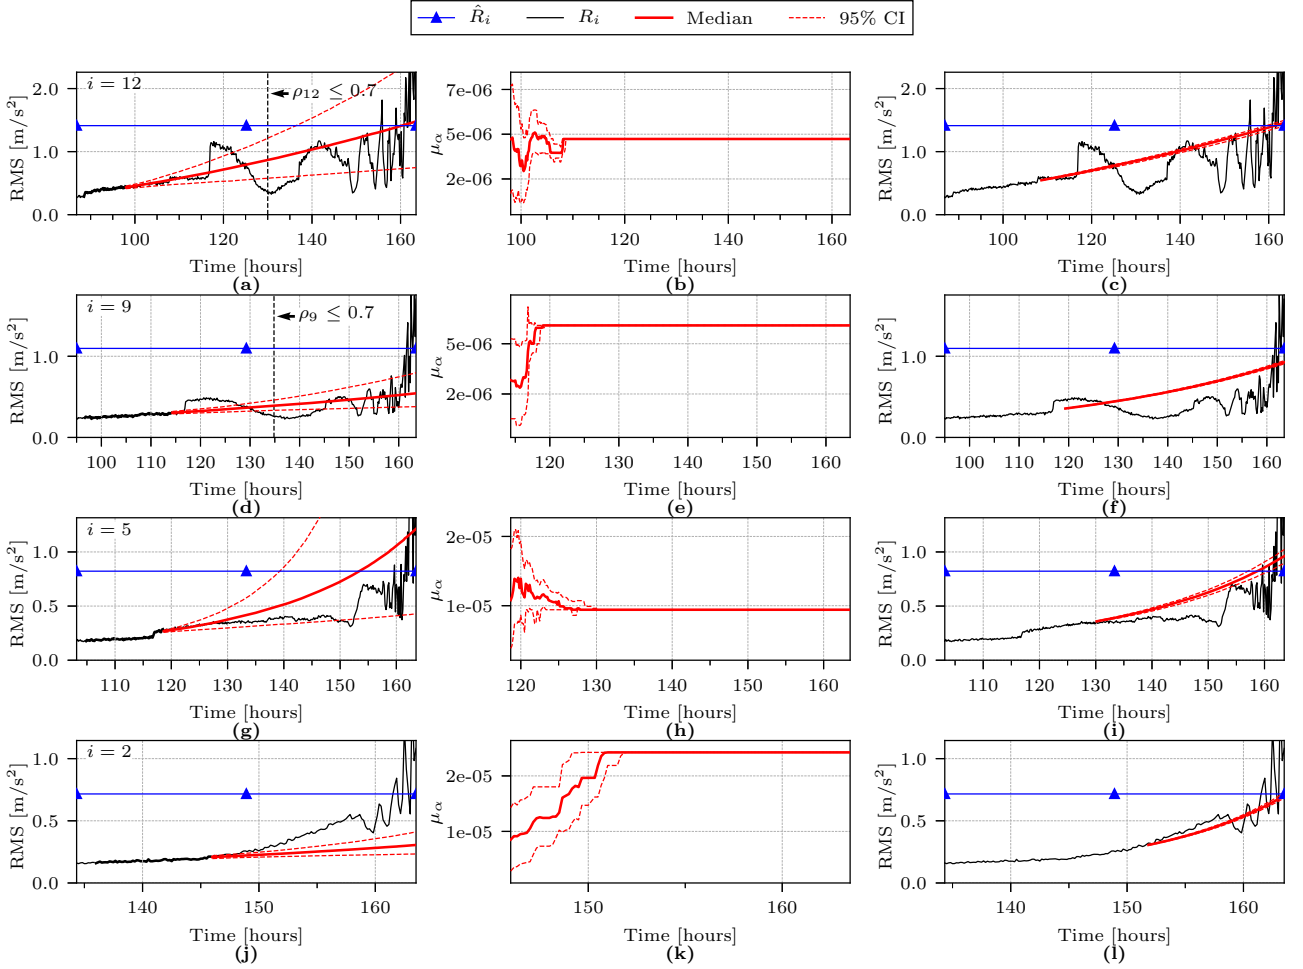 R̂ᵢ Rᵢ Median 95% CI
i = 12
ρ₁₂ ≤ 0.7
RMS [m/s²]
2.0
1.0
0.0
100 120 140 160
Time [hours]
(a)
μ_α
7e-06
5e-06
2e-06
100 120 140 160
Time [hours]
(b)
RMS [m/s²]
2.0
1.0
0.0
100 120 140 160
Time [hours]
(c)
i = 9
ρ₉ ≤ 0.7
RMS [m/s²]
1.0
0.0
100 110 120 130 140 150 160
Time [hours]
(d)
μ_α
5e-06
2e-06
120 130 140 150 160
Time [hours]
(e)
RMS [m/s²]
1.0
0.0
100 110 120 130 140 150 160
Time [hours]
(f)
i = 5
RMS [m/s²]
1.0
0.5
0.0
110 120 130 140 150 160
Time [hours]
(g)
μ_α
2e-05
1e-05
120 130 140 150 160
Time [hours]
(h)
RMS [m/s²]
1.0
0.5
0.0
110 120 130 140 150 160
Time [hours]
(i)
i = 2
RMS [m/s²]
1.0
0.5
0.0
140 150 160
Time [hours]
(j)
μ_α
2e-05
1e-05
150 160
Time [hours]
(k)
RMS [m/s²]
1.0
0.5
0.0
140 150 160
Time [hours]
(l)